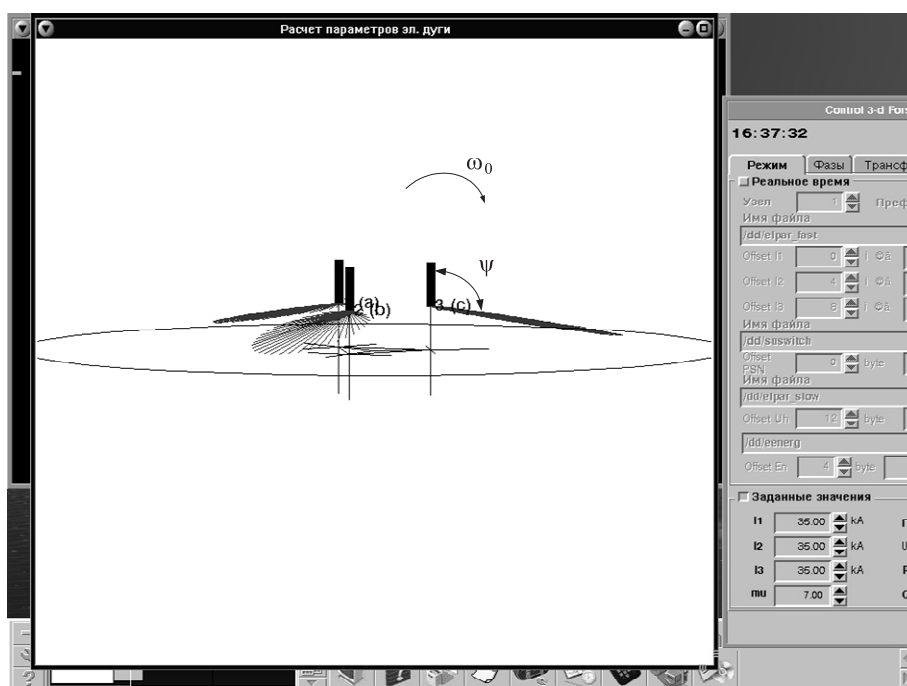 Расчет параметров эл. дуги
ω0
ψ
(a)
2 (b)
3 (c)
Control 3-d
16:37:32
Режим
Фазы
Реальное время
Узел 1
Имя файла
/dd/elpar_fast
Offset I1 0
Offset I2 4
Offset I3 8
Имя файла
/dd/suswitch
Offset PSN 0 byte
Имя файла
/dd/elpar_slow
Offset Uh 12 byte
/dd/eenerg
Offset En 4 byte
Заданные значения
I1 35.00 kA
I2 35.00 kA
I3 35.00 kA
mu 7.00